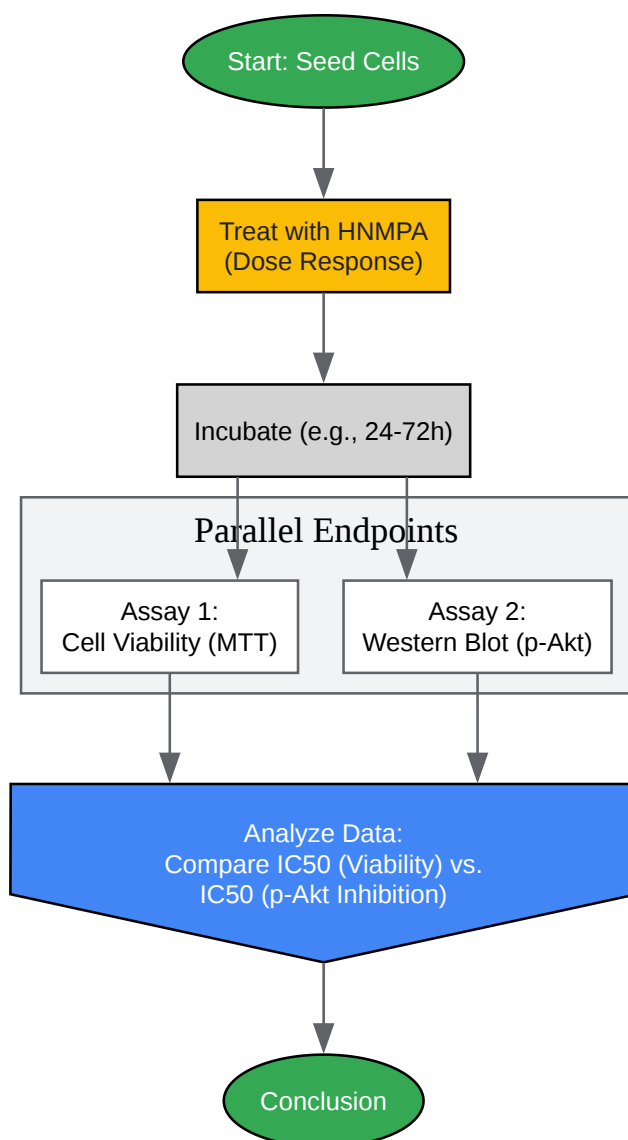 Start: Seed Cells
Treat with HNMPA
(Dose Response)
Incubate (e.g., 24-72h)
Parallel Endpoints
Assay 1:
Cell Viability (MTT)
Assay 2:
Western Blot (p-Akt)
Analyze Data:
Compare IC50 (Viability) vs.
IC50 (p-Akt Inhibition)
Conclusion